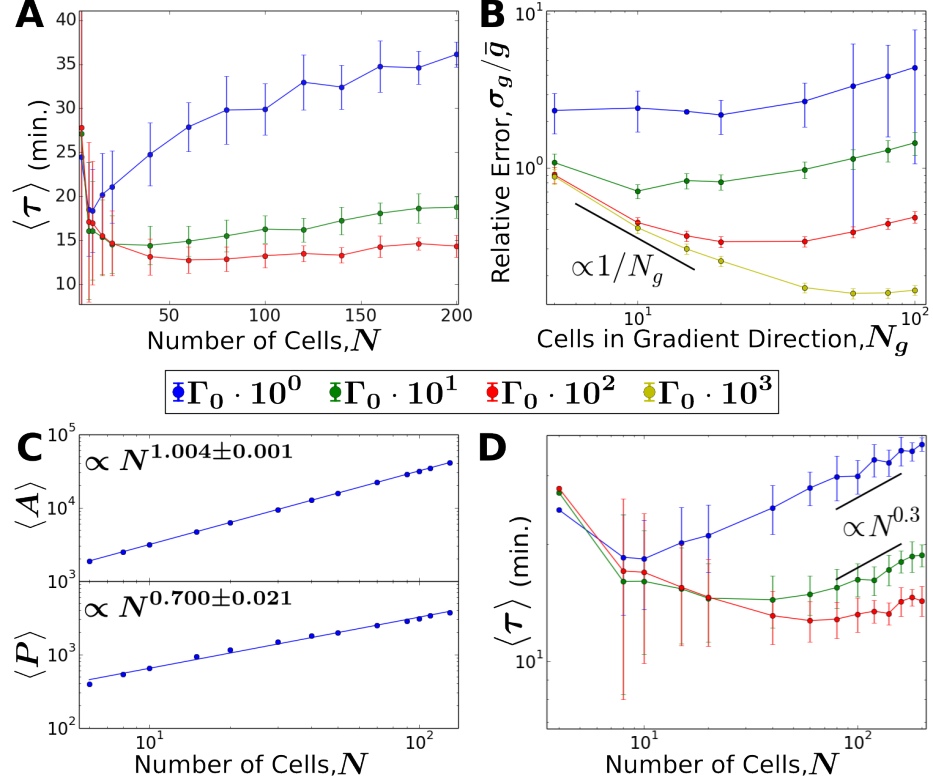 A
⟨τ⟩ (min.)
40
35
30
25
20
15
10
50
100
150
200
Number of Cells, N
B
Relative Error, σ_g/ḡ
10^1
10^0
∝1/N_g
10^1
10^2
Cells in Gradient Direction, N_g
Γ_0 · 10^0
Γ_0 · 10^1
Γ_0 · 10^2
Γ_0 · 10^3
C
⟨A⟩
10^5
10^4
10^3
∝ N^1.004±0.001
⟨P⟩
10^4
10^3
10^2
∝ N^0.700±0.021
10^1
10^2
Number of Cells, N
D
⟨τ⟩ (min.)
10^1
∝N^0.3
10^1
10^2
Number of Cells, N